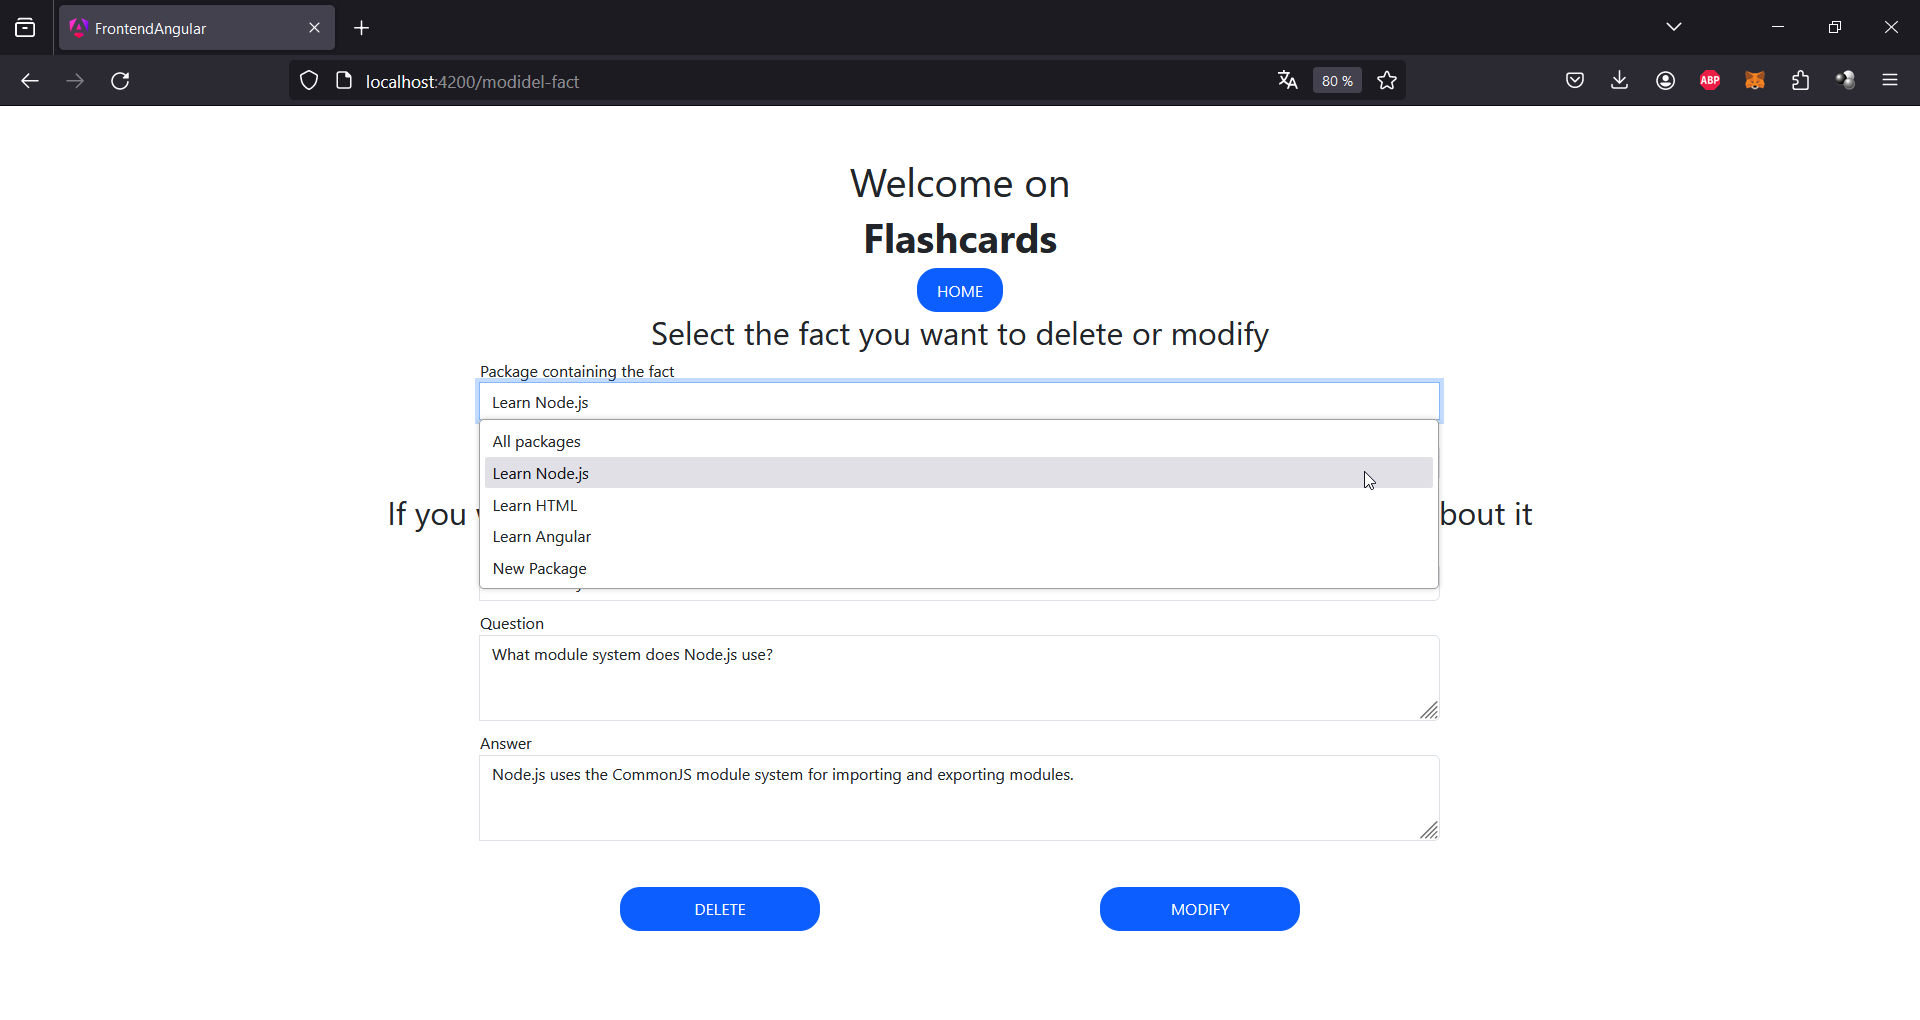 FrontendAngular
localhost:4200/modidel-fact
80 %
ABP
Welcome on
Flashcards
HOME
Select the fact you want to delete or modify
Package containing the fact
Learn Node.js
All packages
Learn Node.js
Learn HTML
If you
bout it
Learn Angular
New Package
Question
What module system does Node.js use?
Answer
Node.js uses the CommonJS module system for importing and exporting modules.
DELETE
MODIFY